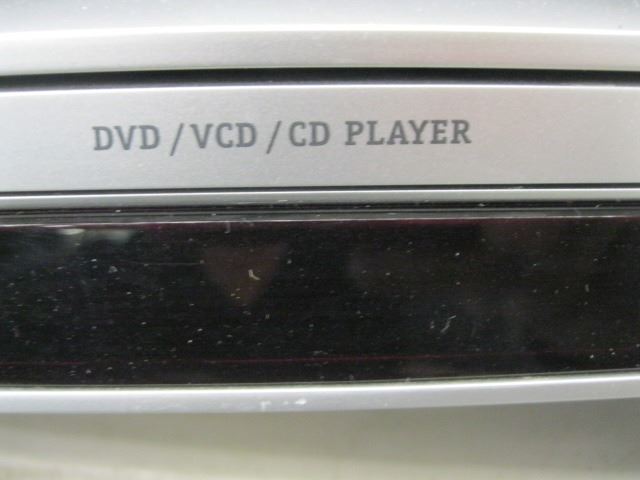 DVD / VCD / CD PLAYER